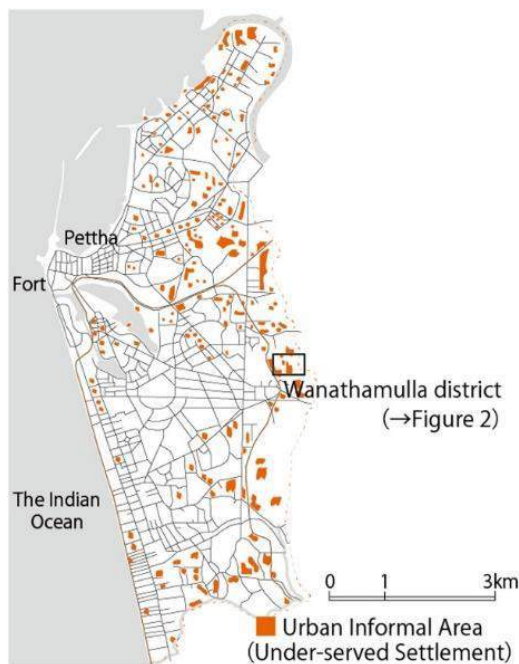 Pettha
Fort
Wanathamulla district
(→Figure 2)
The Indian
Ocean
0 1 3km
Urban Informal Area
(Under-served Settlement)